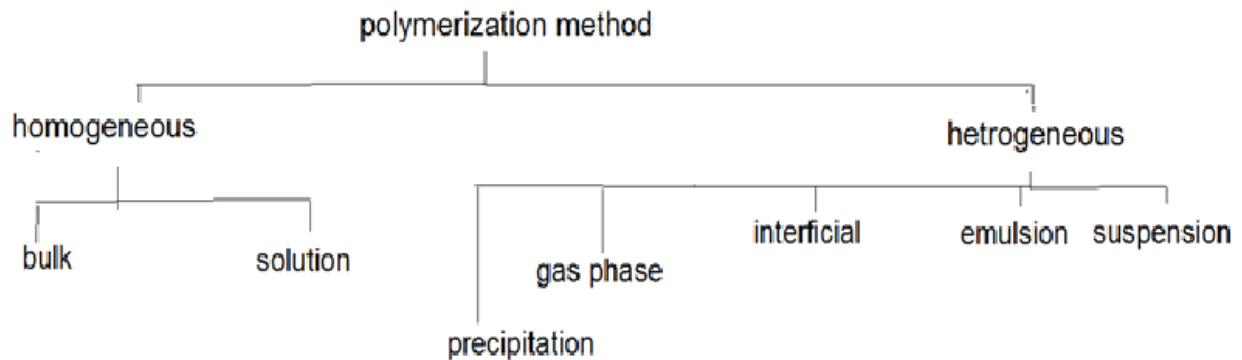 polymerization method
homogeneous
hetrogeneous
bulk
solution
precipitation
gas phase
interficial
emulsion
suspension